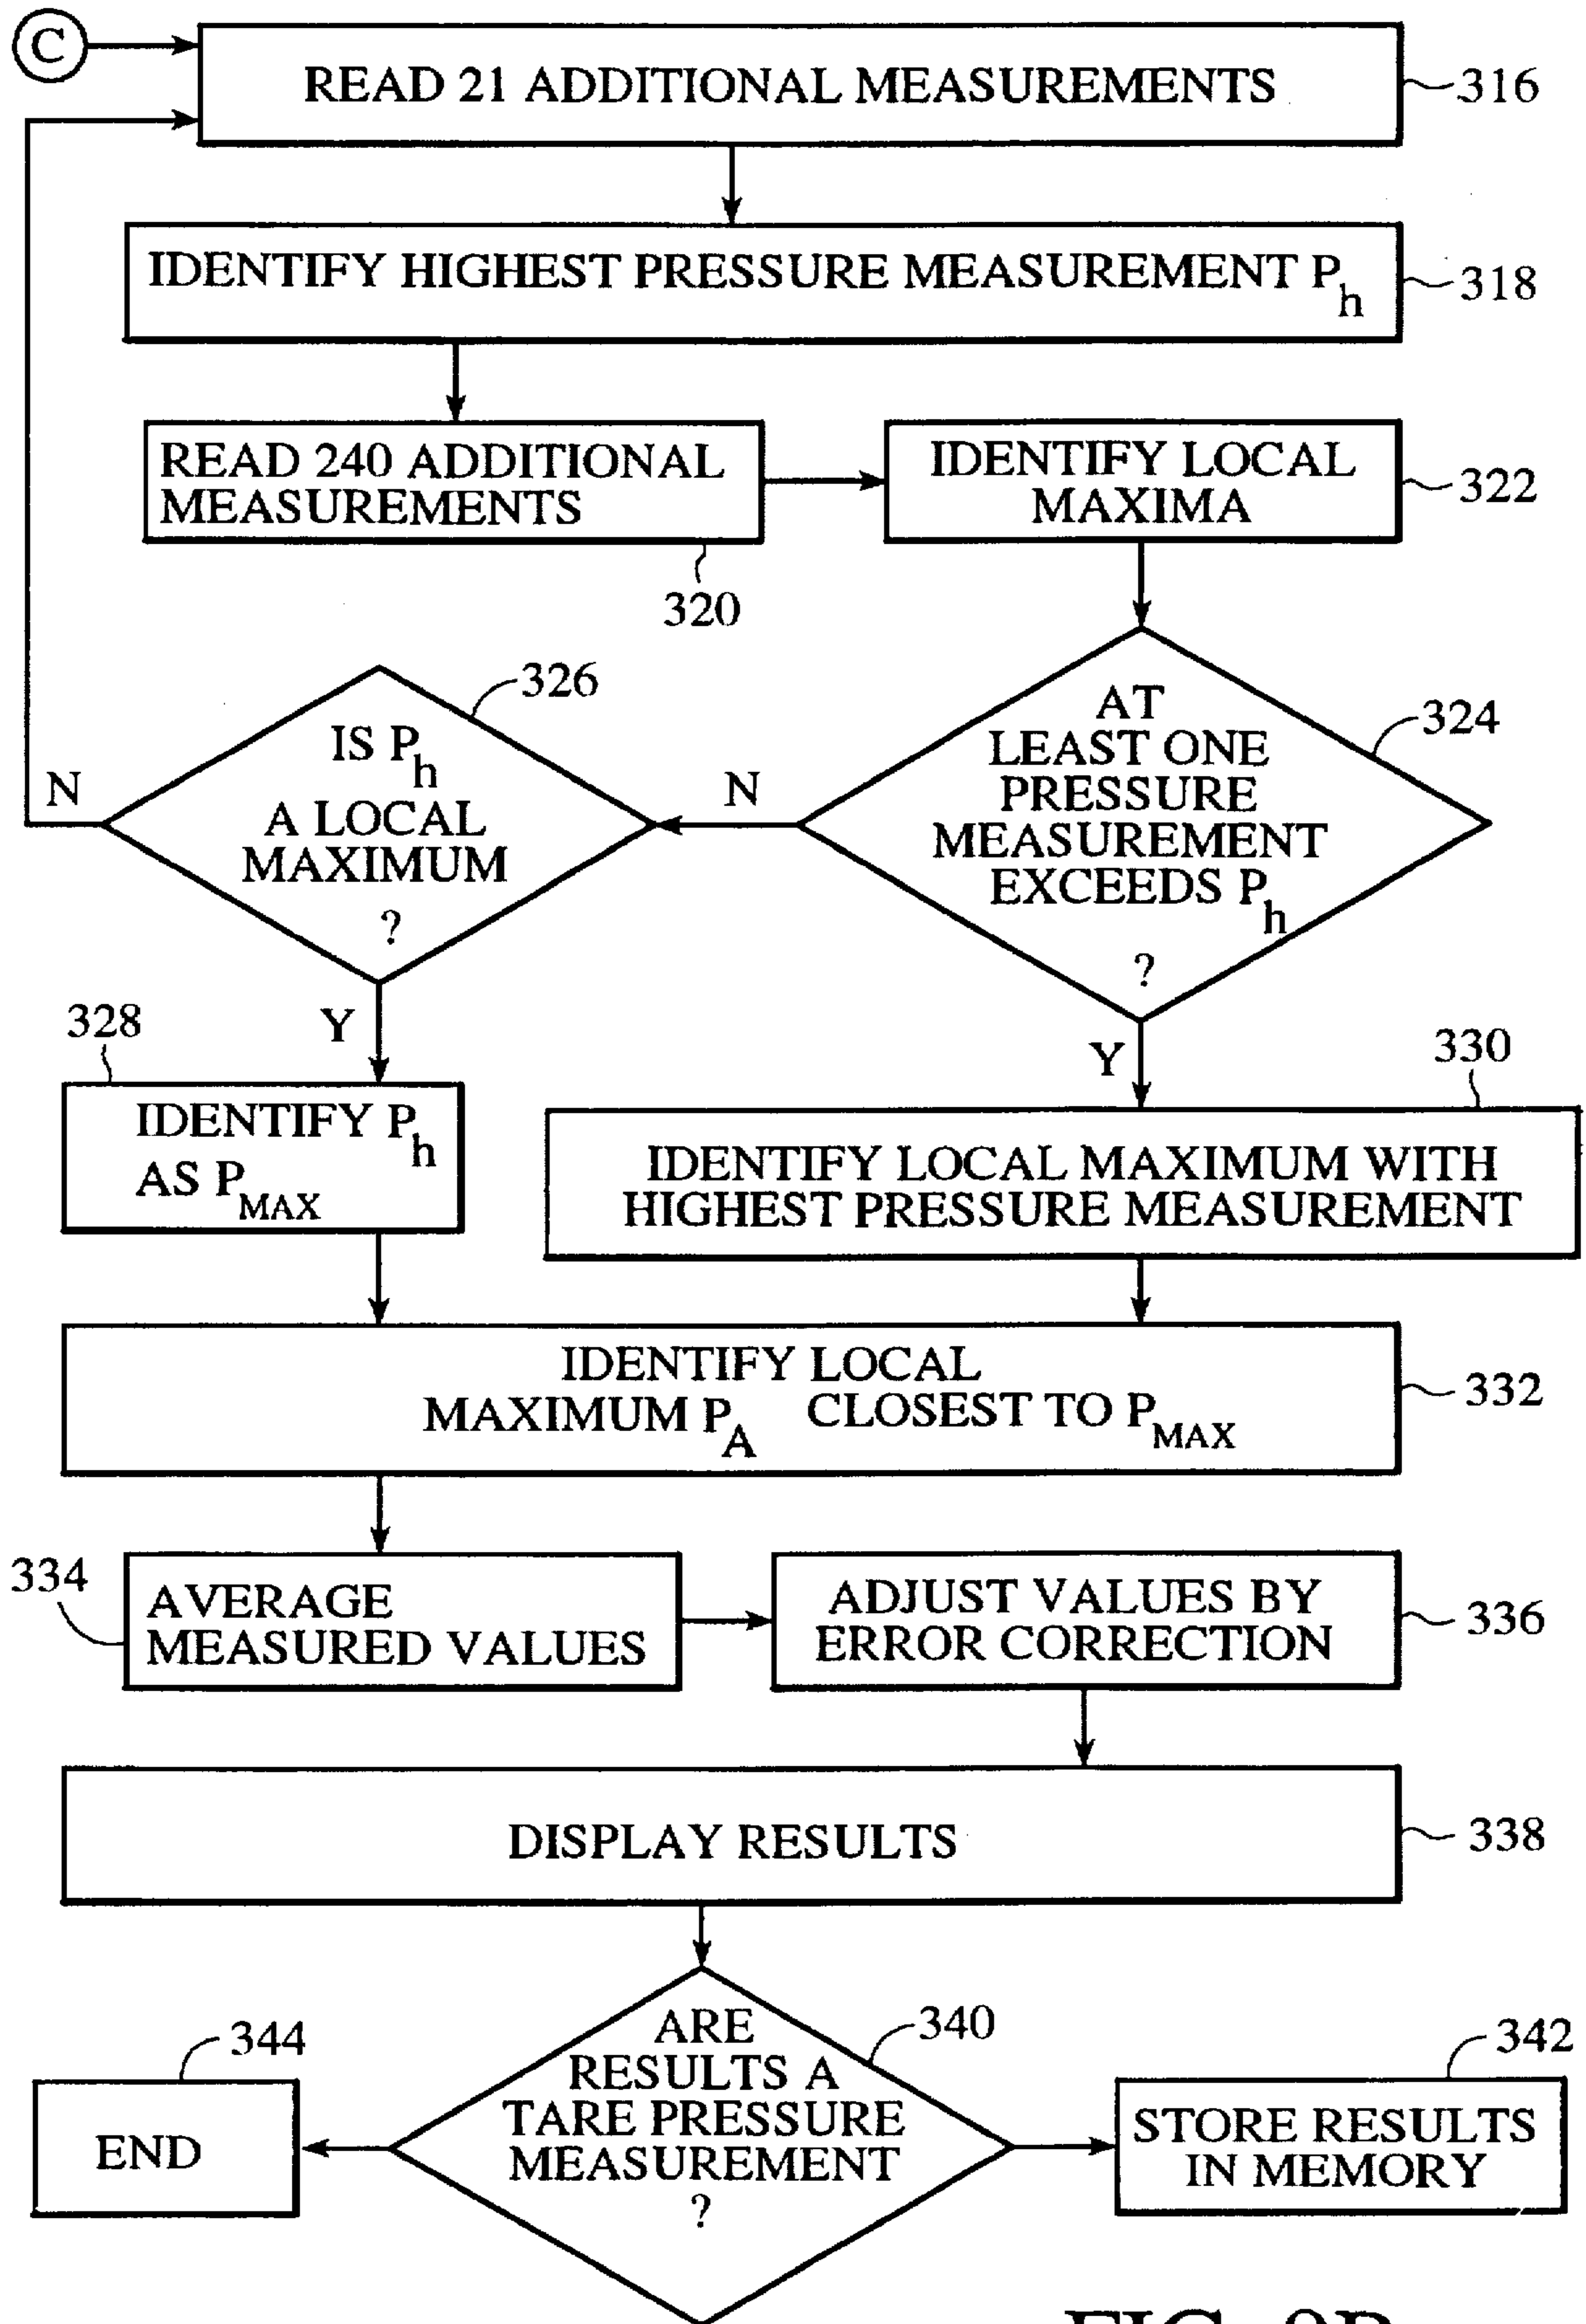 C
READ 21 ADDITIONAL MEASUREMENTS
316
IDENTIFY HIGHEST PRESSURE MEASUREMENT Ph
318
READ 240 ADDITIONAL
MEASUREMENTS
320
IDENTIFY LOCAL
MAXIMA
322
326
IS Ph
A LOCAL
MAXIMUM
?
N
N
AT
LEAST ONE
PRESSURE
MEASUREMENT
EXCEEDS Ph
?
324
Y
Y
328
IDENTIFY Ph
AS PMAX
330
IDENTIFY LOCAL MAXIMUM WITH
HIGHEST PRESSURE MEASUREMENT
IDENTIFY LOCAL
MAXIMUM PA CLOSEST TO PMAX
332
334
AVERAGE
MEASURED VALUES
ADJUST VALUES BY
ERROR CORRECTION
336
DISPLAY RESULTS
338
344
END
ARE
RESULTS A
TARE PRESSURE
MEASUREMENT
?
340
342
STORE RESULTS
IN MEMORY